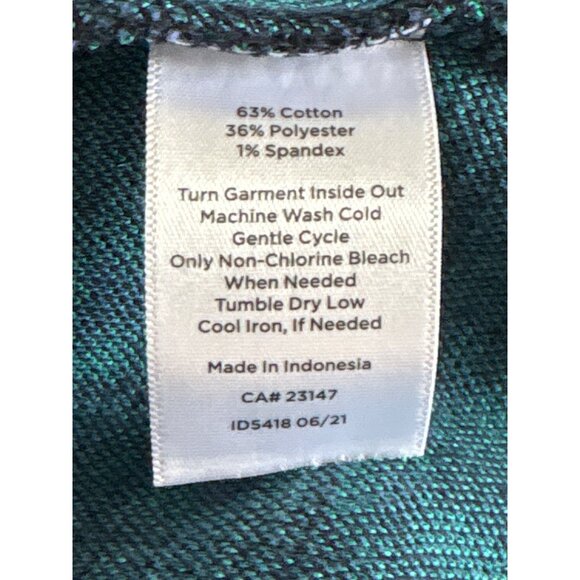 63% Cotton
36% Polyester
1% Spandex
Turn Garment Inside Out
Machine Wash Cold
Gentle Cycle
Only Non-Chlorine Bleach
When Needed
Tumble Dry Low
Cool Iron, If Needed
Made In Indonesia
CA# 23147
ID5418 06/21